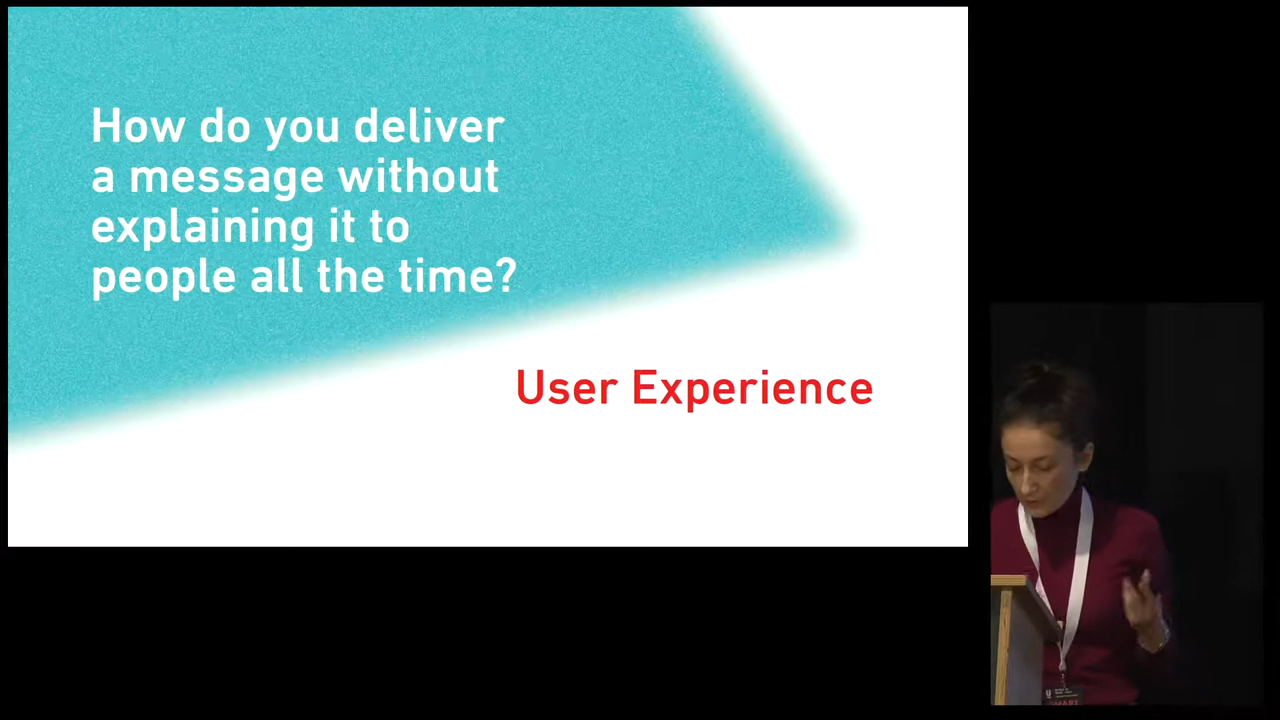 How do you deliver
a message without
explaining it to
people all the time?
User Experience